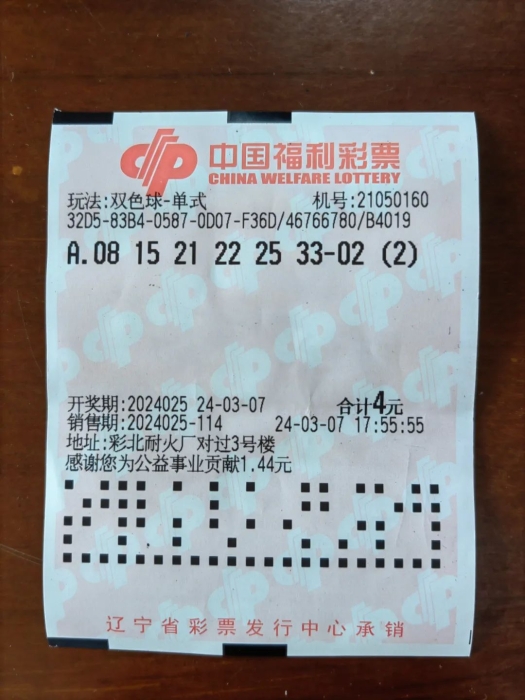 中国福利彩票
CHINA WELFARE LOTTERY
玩法:双色球-单式 机号:21050160
32D5-83B4-0587-0D07-F36D/46766780/B4019
A.08 15 21 22 25 33-02 (2)
开奖期:2024025 24-03-07 合计4元
销售期:2024025-114 24-03-07 17:55:55
地址:彩北耐火厂对过3号楼
感谢您为公益事业贡献1.44元
辽宁省彩票发行中心承销